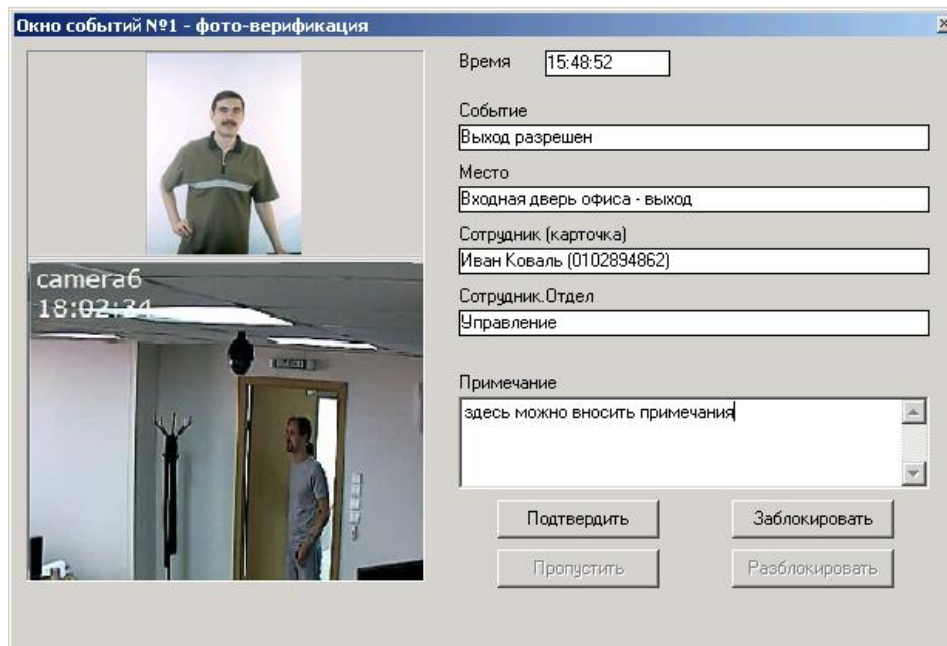 Окно событий №1 - фото-верификация
Время 15:48:52
Событие
Выход разрешен
Место
Входная дверь офиса - выход
Сотрудник (карточка)
Иван Коваль (0102894862)
Сотрудник.Отдел
Управление
Примечание
здесь можно вносить примечания
Подтвердить Заблокировать
Пропустить Разблокировать
camera6
18:02:34
ВЫХОД